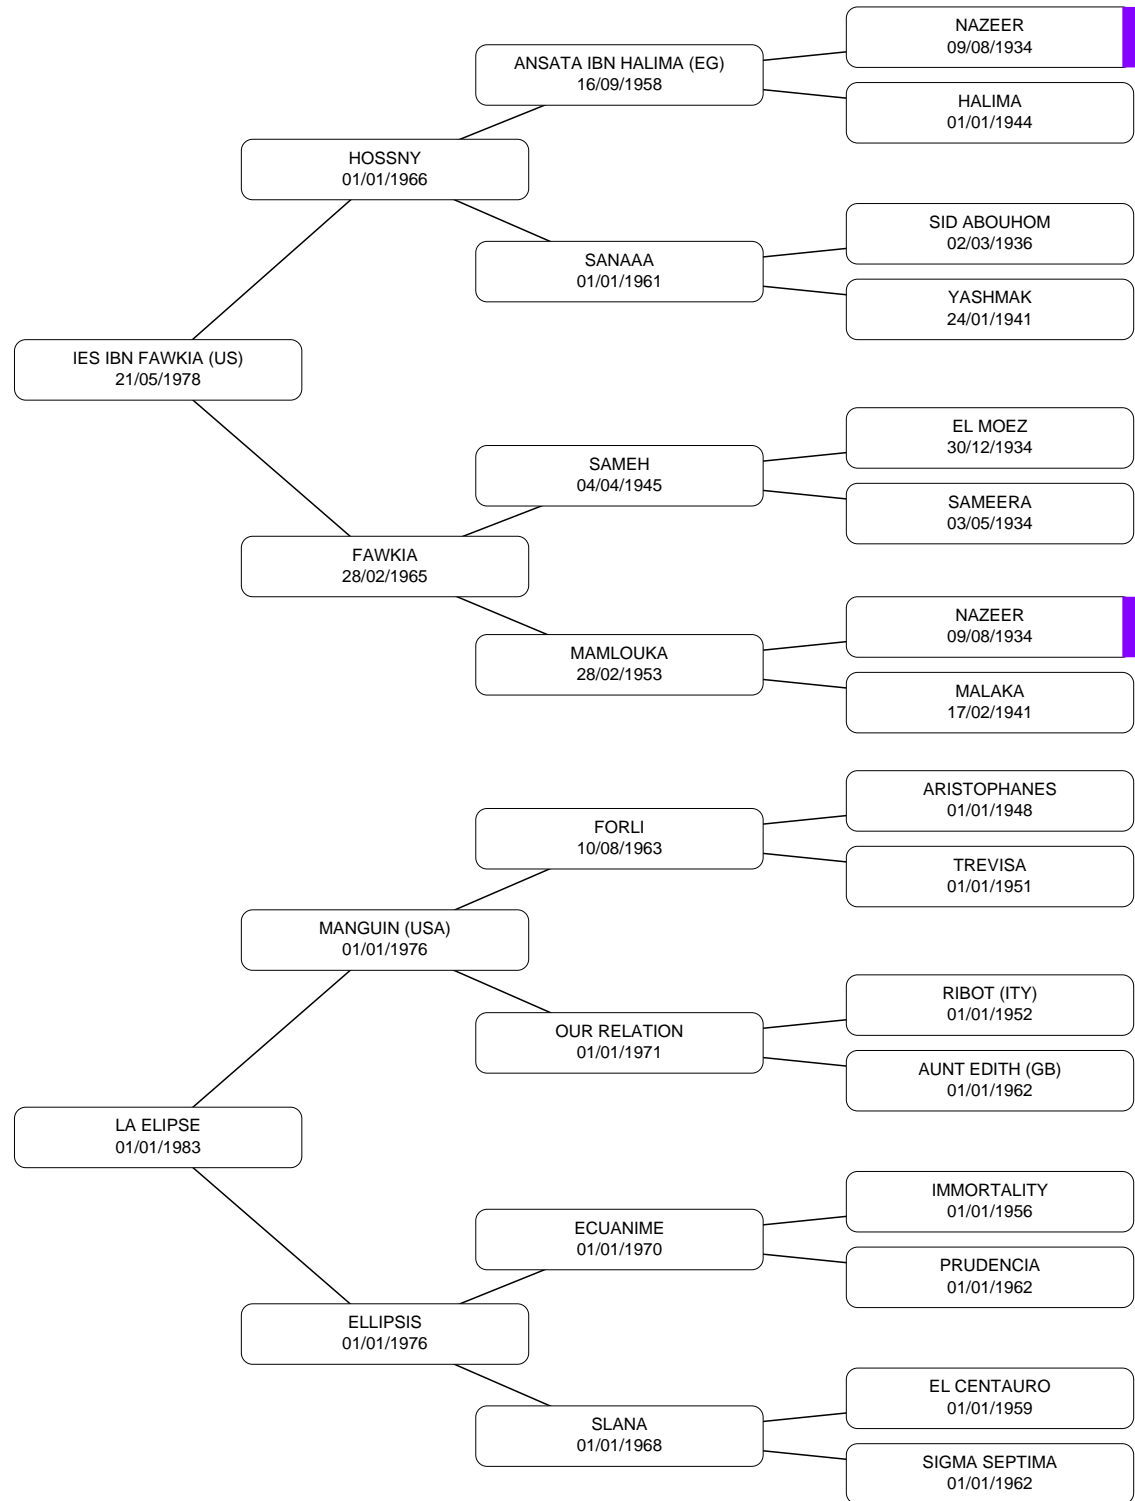 NAZEER
09/08/1934
ANSATA IBN HALIMA (EG)
16/09/1958
HALIMA
01/01/1944
HOSSNY
01/01/1966
SID ABOUHOM
02/03/1936
SANAAA
01/01/1961
YASHMAK
24/01/1941
IES IBN FAWKIA (US)
21/05/1978
EL MOEZ
30/12/1934
SAMEH
04/04/1945
SAMEERA
03/05/1934
FAWKIA
28/02/1965
NAZEER
09/08/1934
MAMLOUKA
28/02/1953
MALAKA
17/02/1941
ARISTOPHANES
01/01/1948
FORLI
10/08/1963
TREVISA
01/01/1951
MANGUIN (USA)
01/01/1976
RIBOT (ITY)
01/01/1952
OUR RELATION
01/01/1971
AUNT EDITH (GB)
01/01/1962
LA ELIPSE
01/01/1983
IMMORTALITY
01/01/1956
ECUANIME
01/01/1970
PRUDENCIA
01/01/1962
ELLIPSIS
01/01/1976
EL CENTAURO
01/01/1959
SLANA
01/01/1968
SIGMA SEPTIMA
01/01/1962